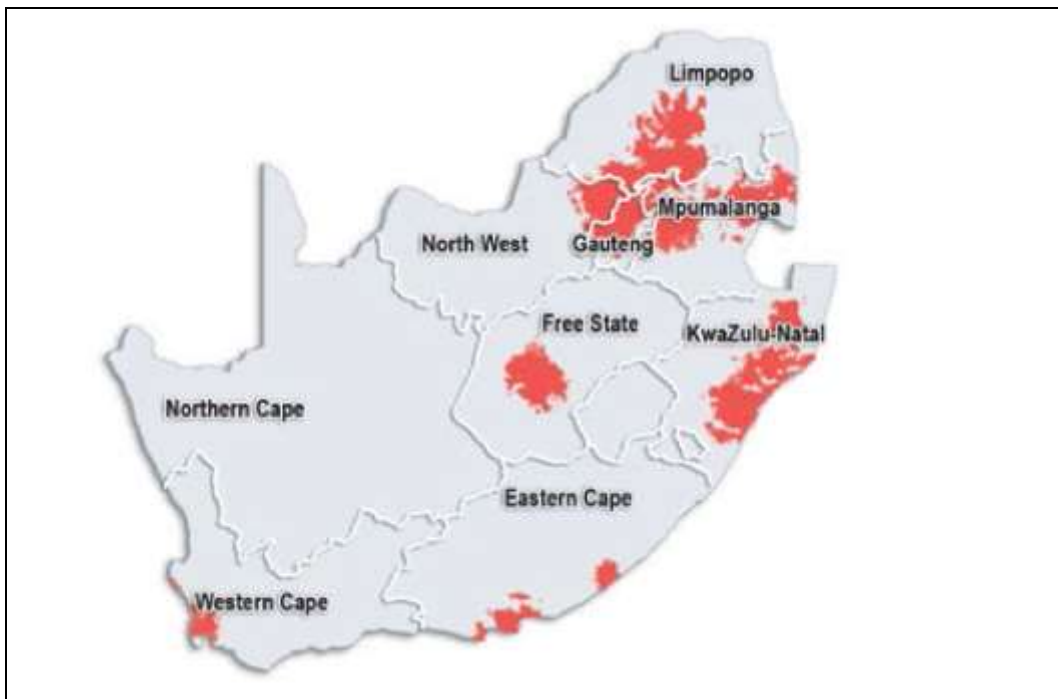 Limpopo
Mpumalanga
North West
Gauteng
Free State
KwaZulu-Natal
Northern Cape
Eastern Cape
Western Cape